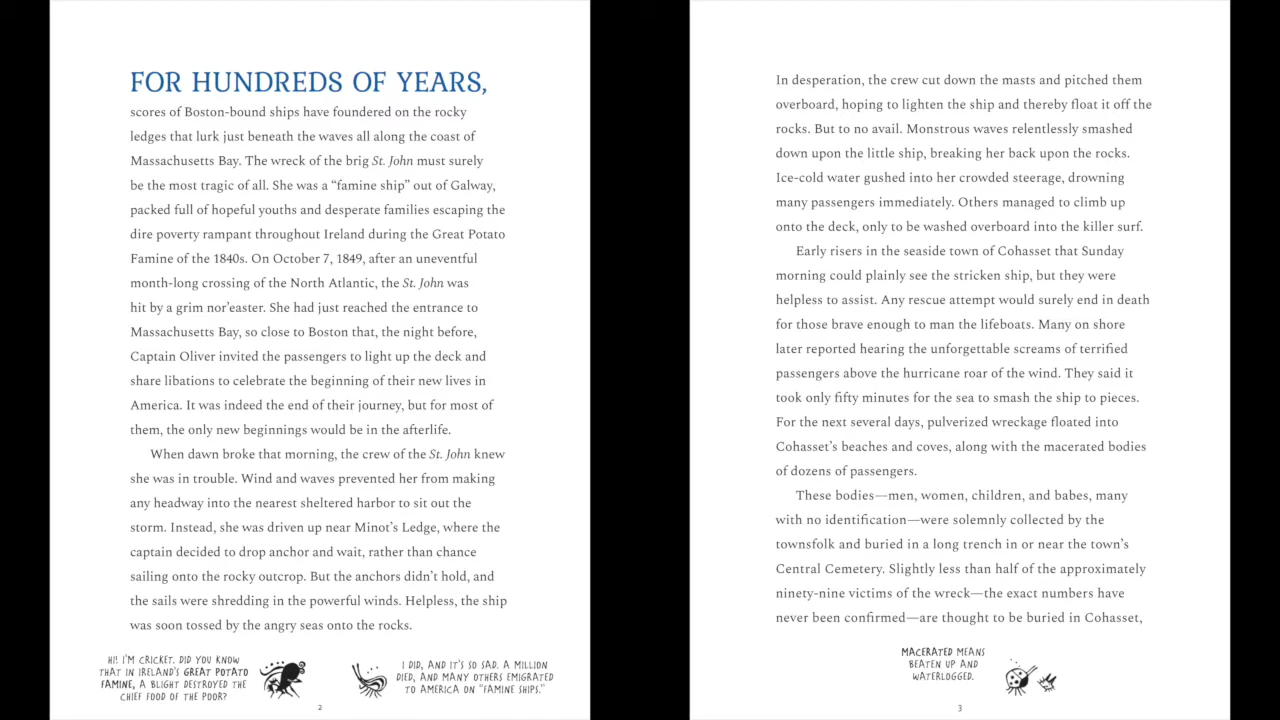 FOR HUNDREDS OF YEARS,
scores of Boston-bound ships have foundered on the rocky
ledges that lurk just beneath the waves all along the coast of
Massachusetts Bay. The wreck of the brig St. John must surely
be the most tragic of all. She was a “famine ship” out of Galway,
packed full of hopeful youths and desperate families escaping the
dire poverty rampant throughout Ireland during the Great Potato
Famine of the 1840s. On October 7, 1849, after an uneventful
month-long crossing of the North Atlantic, the St. John was
hit by a grim nor’easter. She had just reached the entrance to
Massachusetts Bay, so close to Boston that, the night before,
Captain Oliver invited the passengers to light up the deck and
share libations to celebrate the beginning of their new lives in
America. It was indeed the end of their journey, but for most of
them, the only new beginnings would be in the afterlife.
When dawn broke that morning, the crew of the St. John knew
she was in trouble. Wind and waves prevented her from making
any headway into the nearest sheltered harbor to sit out the
storm. Instead, she was driven up near Minot’s Ledge, where the
captain decided to drop anchor and wait, rather than chance
sailing onto the rocky outcrop. But the anchors didn’t hold, and
the sails were shredding in the powerful winds. Helpless, the ship
was soon tossed by the angry seas onto the rocks.
HI! I’M CRICKET. DID YOU KNOW
THAT IN IRELAND’S GREAT POTATO
FAMINE, A BLIGHT DESTROYED THE
CHIEF FOOD OF THE POOR?
I DID, AND IT’S SO SAD. A MILLION
DIED, AND MANY OTHERS EMIGRATED
TO AMERICA ON “FAMINE SHIPS.”
2
In desperation, the crew cut down the masts and pitched them
overboard, hoping to lighten the ship and thereby float it off the
rocks. But to no avail. Monstrous waves relentlessly smashed
down upon the little ship, breaking her back upon the rocks.
Ice-cold water gushed into her crowded steerage, drowning
many passengers immediately. Others managed to climb up
onto the deck, only to be washed overboard into the killer surf.
Early risers in the seaside town of Cohasset that Sunday
morning could plainly see the stricken ship, but they were
helpless to assist. Any rescue attempt would surely end in death
for those brave enough to man the lifeboats. Many on shore
later reported hearing the unforgettable screams of terrified
passengers above the hurricane roar of the wind. They said it
took only fifty minutes for the sea to smash the ship to pieces.
For the next several days, pulverized wreckage floated into
Cohasset’s beaches and coves, along with the macerated bodies
of dozens of passengers.
These bodies—men, women, children, and babes, many
with no identification—were solemnly collected by the
townsfolk and buried in a long trench in or near the town’s
Central Cemetery. Slightly less than half of the approximately
ninety-nine victims of the wreck—the exact numbers have
never been confirmed—are thought to be buried in Cohasset,
MACERATED MEANS
BEATEN UP AND
WATERLOGGED.
3